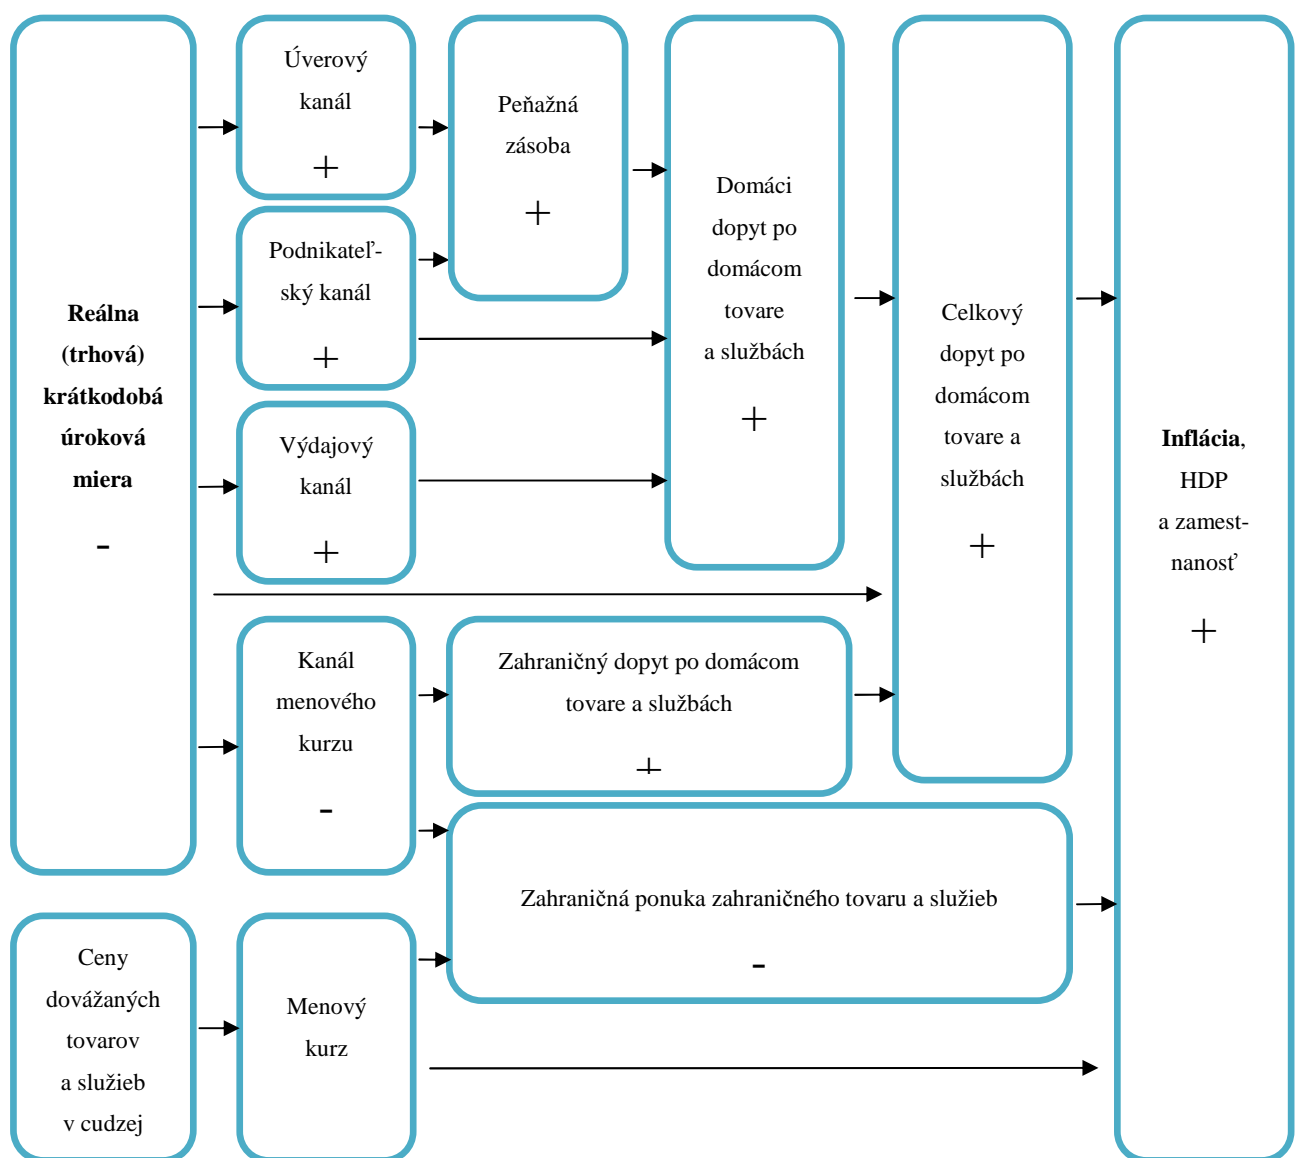 Reálna
(trhová)
krátkodobá
úroková
miera
-
Úverový
kanál
+
Podnikateľ-
ský kanál
+
Výdajový
kanál
+
Kanál
menového
kurzu
-
Peňažná
zásoba
+
Domáci
dopyt po
domácom
tovare
a službách
+
Zahraničný dopyt po domácom
tovare a službách
+
Celkový
dopyt po
domácom
tovare a
službách
+
Zahraničná ponuka zahraničného tovaru a služieb
-
Inflácia,
HDP
a zamest-
nanosť
+
Ceny
dovážaných
tovarov
a služieb
v cudzej
Menový
kurz